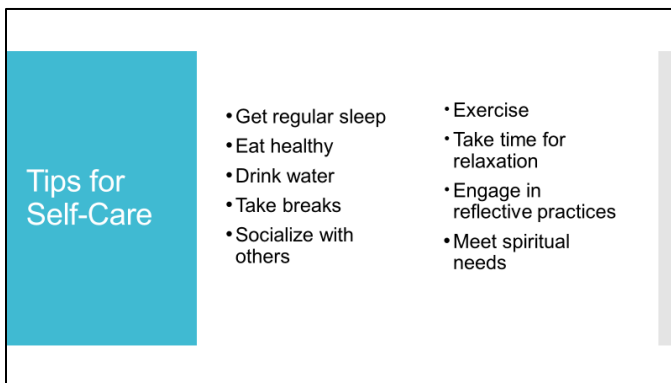 Tips for
Self-Care
•Get regular sleep
•Eat healthy
•Drink water
•Take breaks
•Socialize with
others
•Exercise
•Take time for
relaxation
•Engage in
reflective practices
•Meet spiritual
needs